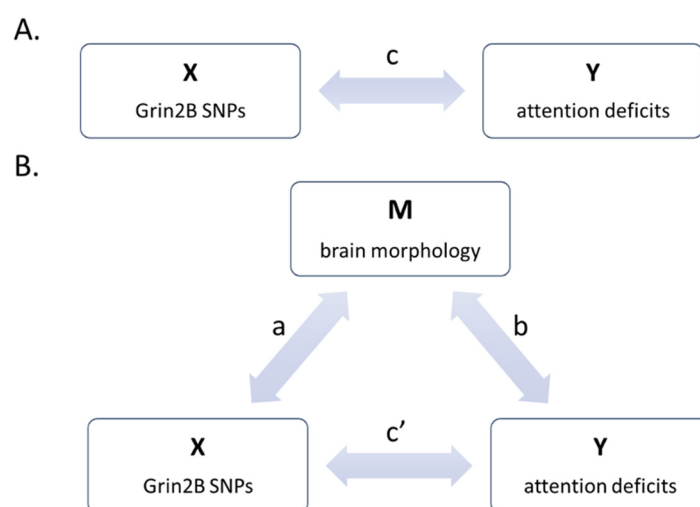 A.
c
X
Y
Grin2B SNPs
attention deficits
B.
M
brain morphology
a
b
c’
X
Y
Grin2B SNPs
attention deficits